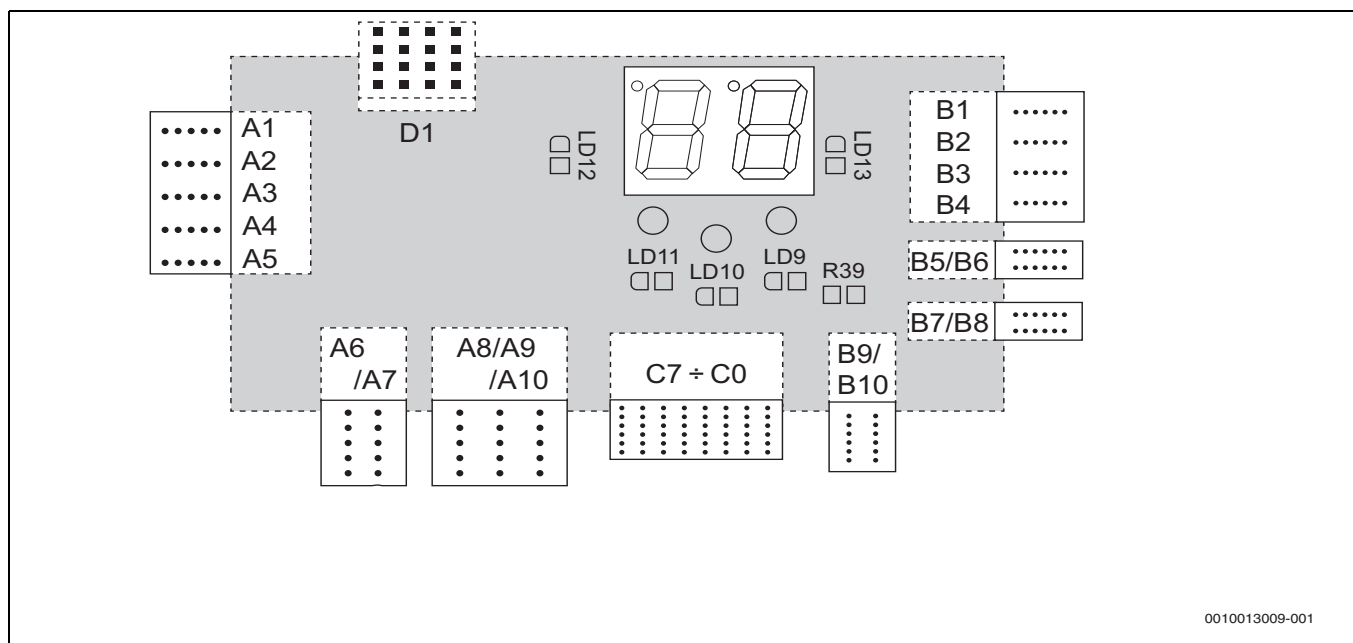 D1
A1
A2
A3
A4
A5
LD12
LD13
B1
B2
B3
B4
B5/B6
B7/B8
LD11
LD10
LD9
R39
A6
/A7
A8/A9
/A10
C7 ÷ C0
B9/
B10
0010013009-001